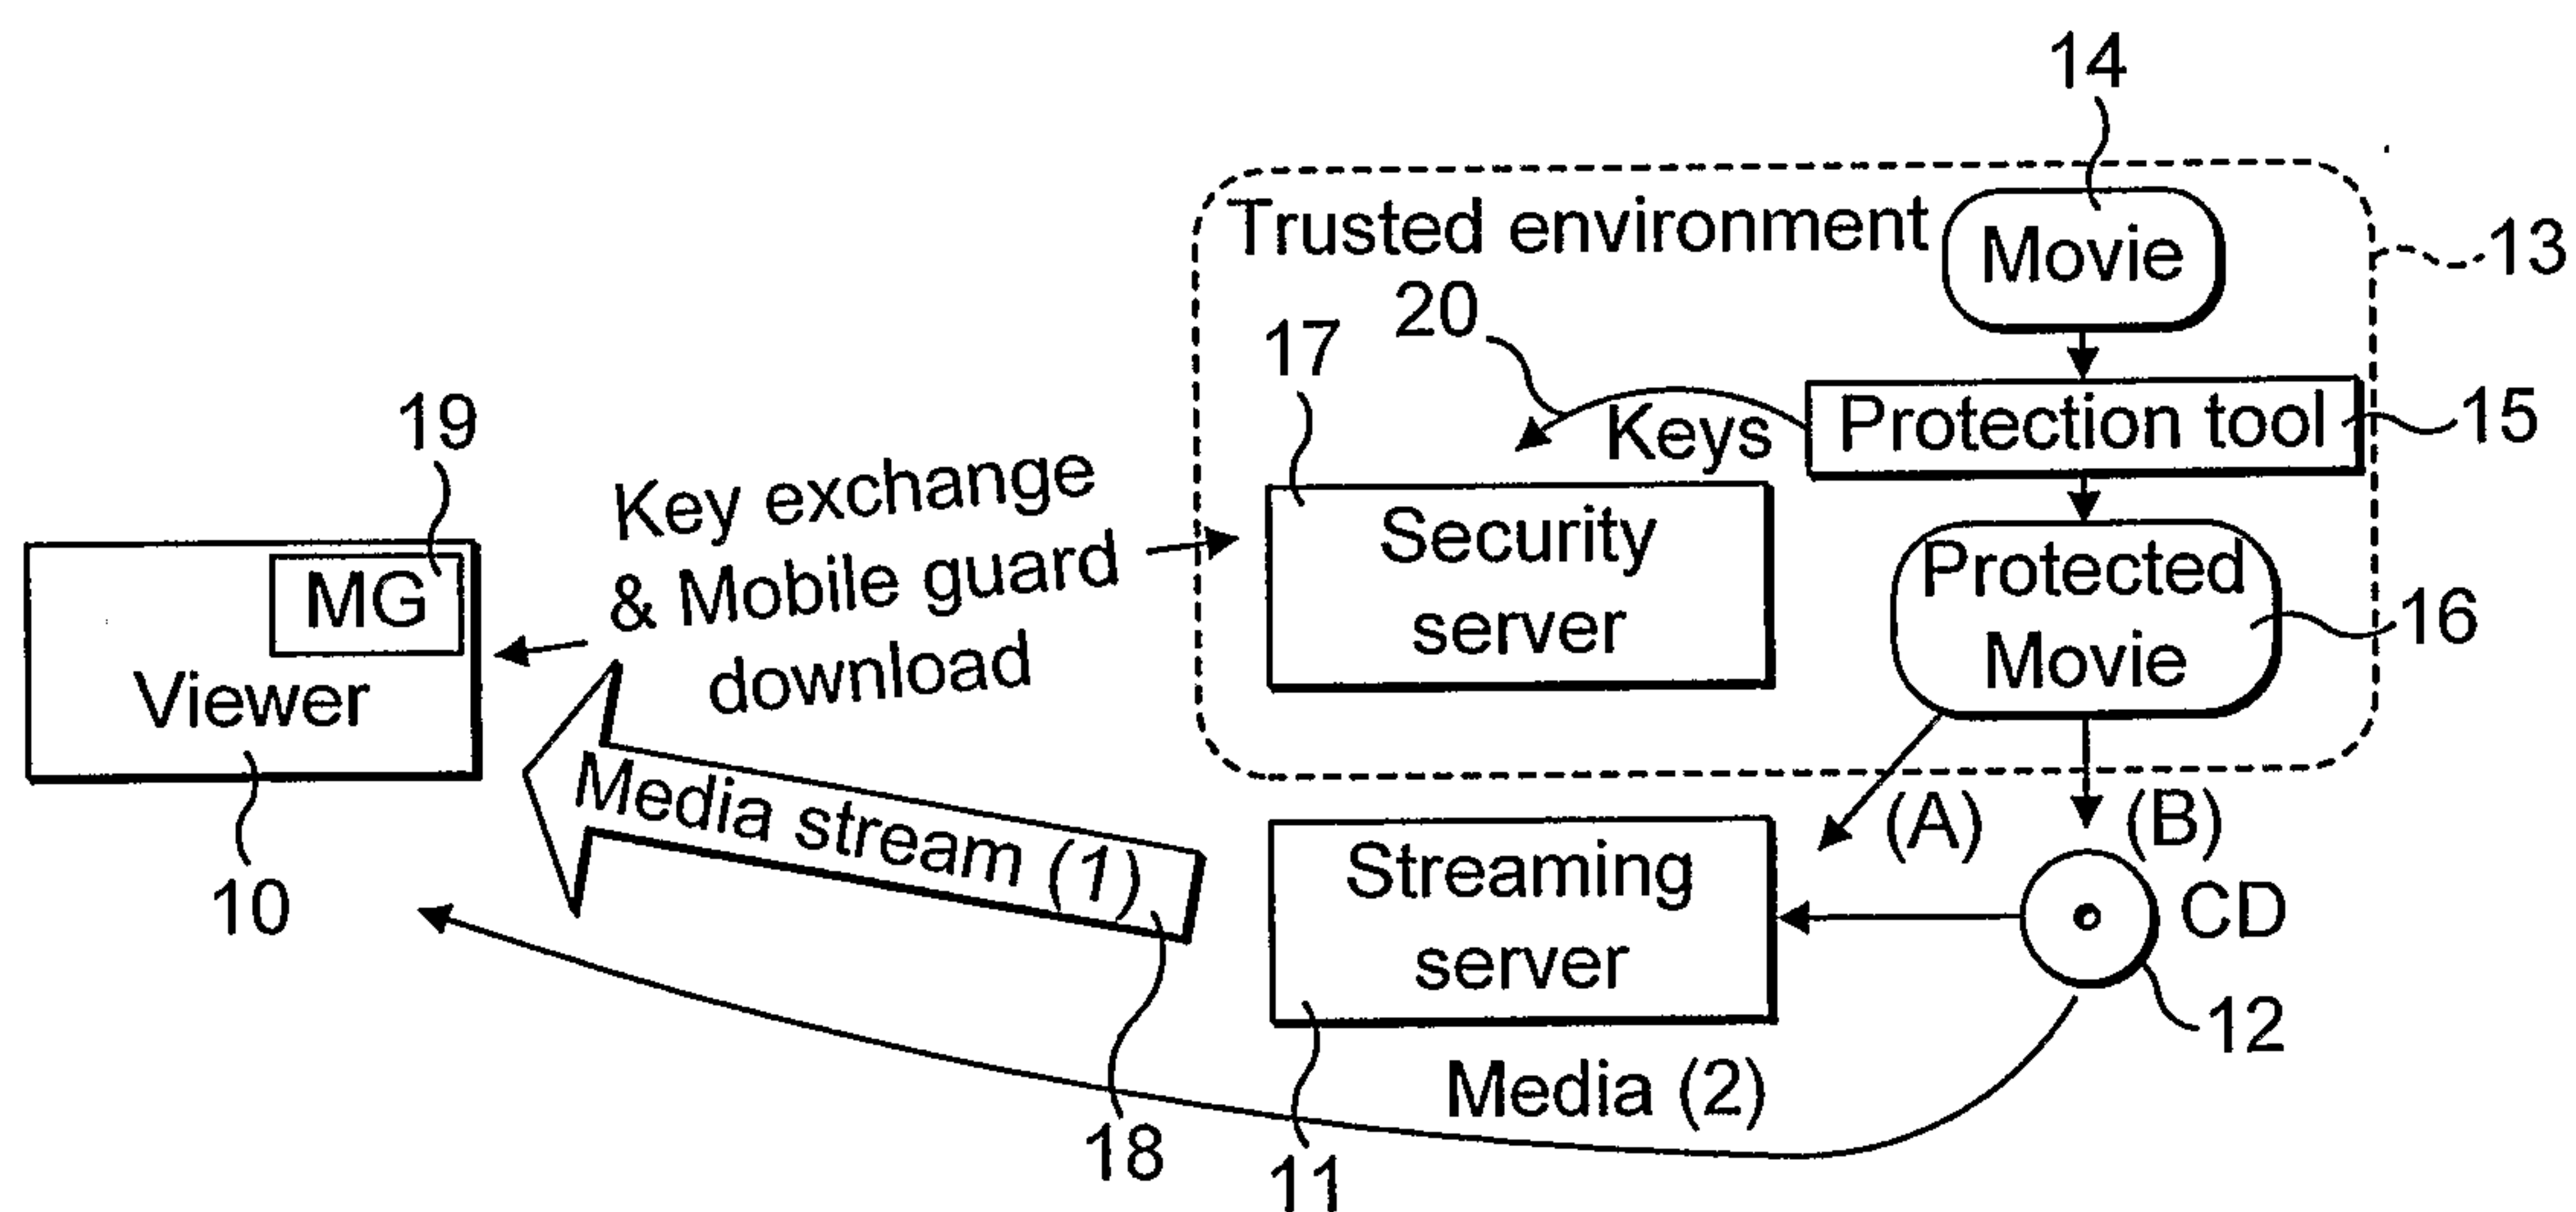 14
Trusted environment
Movie
13
20
17
Keys
Protection tool
15
19
Key exchange
& Mobile guard
download
MG
Viewer
Security
server
Protected
Movie
16
10
Media stream (1)
(A)
(B)
Streaming
server
CD
12
Media (2)
18
11